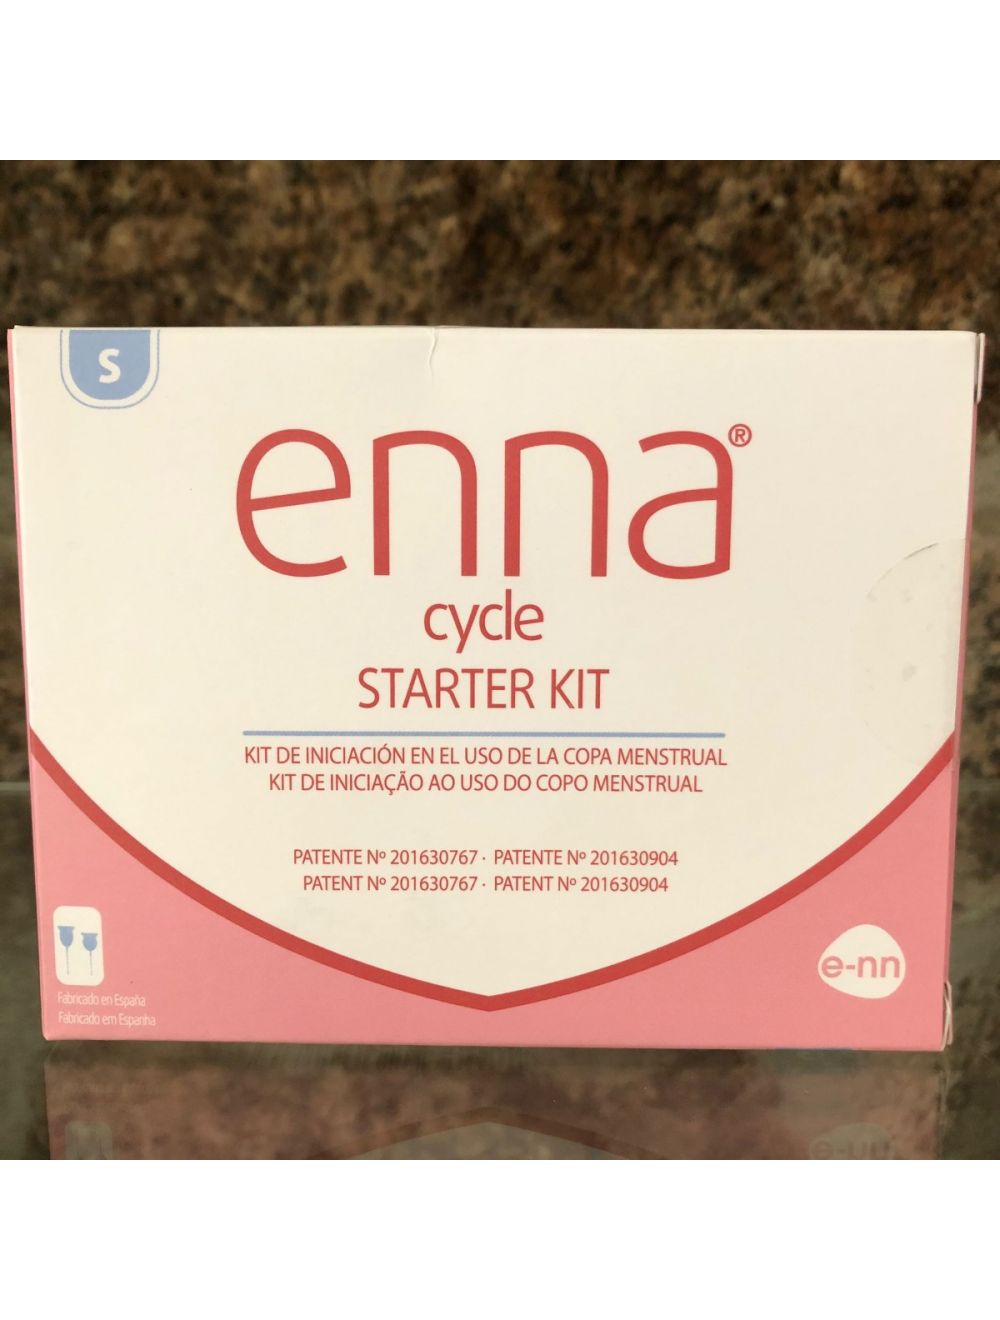 S
enna®
cycle
STARTER KIT
KIT DE INICIACIÓN EN EL USO DE LA COPA MENSTRUAL
KIT DE INICIAÇÃO AO USO DO COPO MENSTRUAL
PATENTE Nº 201630767 · PATENTE Nº 201630904
PATENT Nº 201630767 · PATENT Nº 201630904
e-nn
Fabricado en España
Fabricado em Espanha